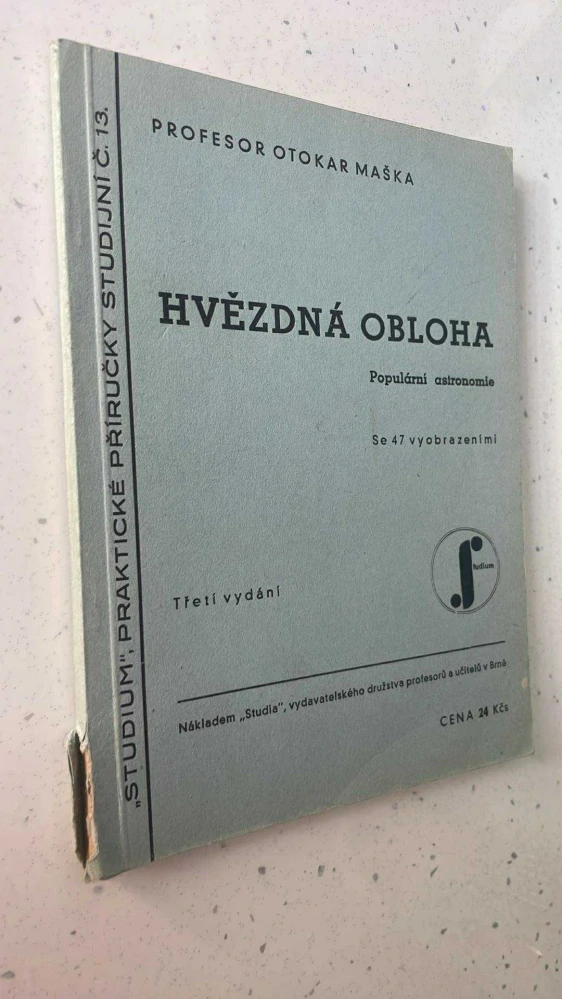 „STUDIUM", PRAKTICKÉ PŘÍRUČKY STUDIJNÍ Č. 13.
PROFESOR OTOKAR MAŠKA
HVĚZDNÁ OBLOHA
Populární astronomie
Se 47 vyobrazeními
Studium
Třetí vydání
Nákladem „Studia", vydavatelského družstva profesorů a učitelů v Brně
CENA 24 Kčs